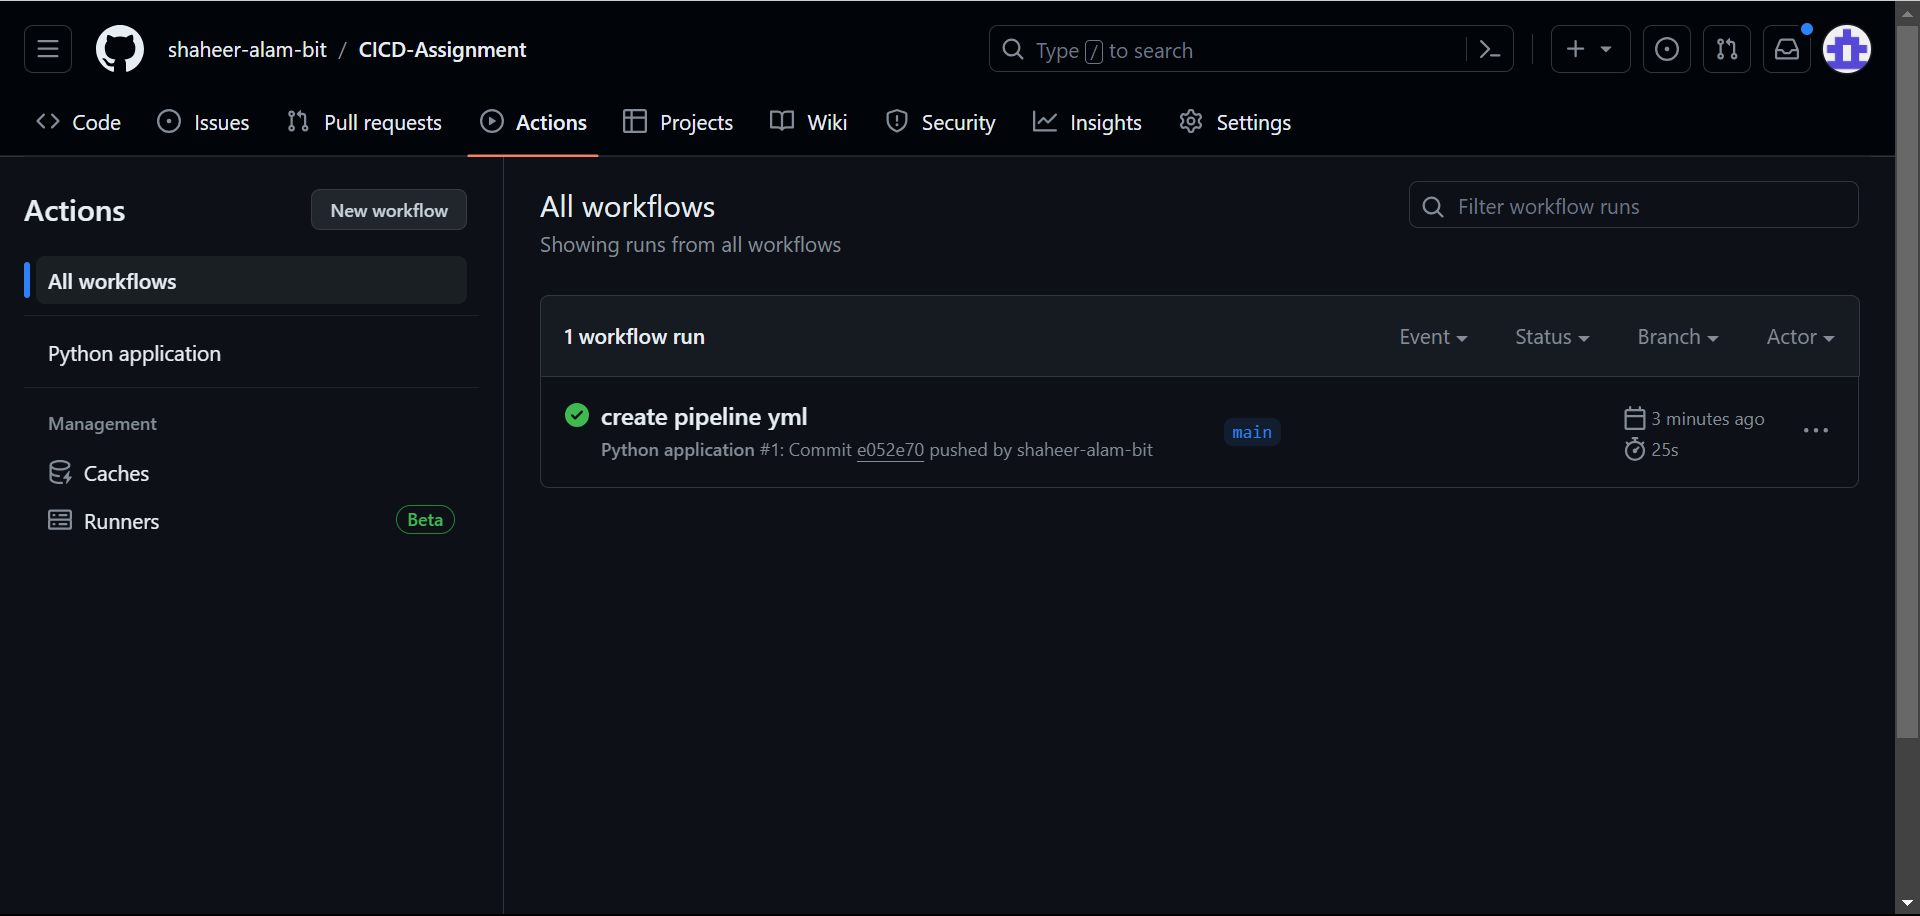 shaheer-alam-bit / CICD-Assignment
Type / to search
Code Issues Pull requests Actions Projects Wiki Security Insights Settings
Actions
New workflow
All workflows
Python application
Management
Caches
Runners Beta
All workflows
Showing runs from all workflows
Filter workflow runs
1 workflow run
Event Status Branch Actor
create pipeline yml
Python application #1: Commit e052e70 pushed by shaheer-alam-bit
main
3 minutes ago
25s